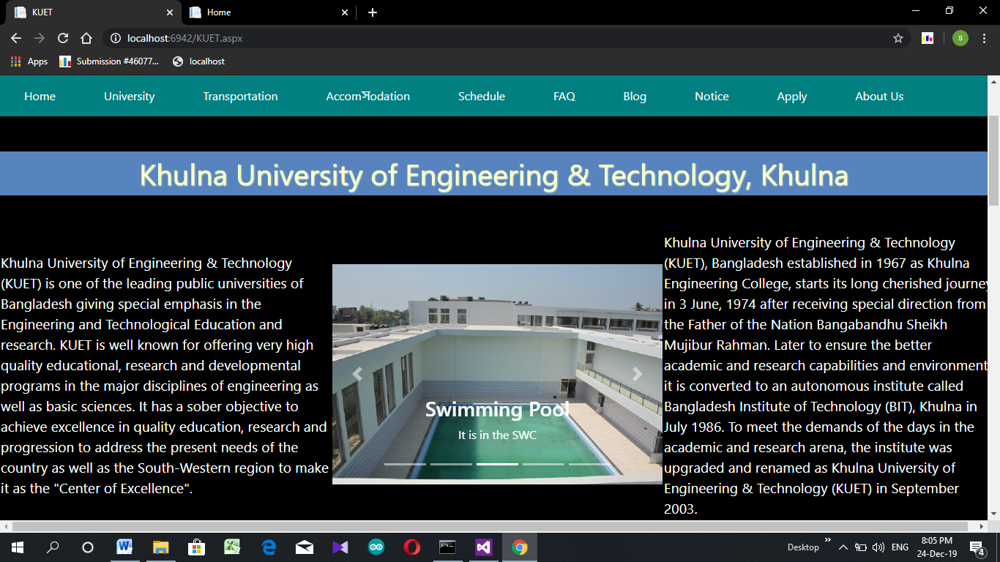 KUET
Home
localhost:6942/KUET.aspx
s
Apps
Submission #46077...
localhost
Home
University
Transportation
Accomসodation
Schedule
FAQ
Blog
Notice
Apply
About Us
Khulna University of Engineering & Technology, Khulna
Khulna University of Engineering & Technology
(KUET) is one of the leading public universities of
Bangladesh giving special emphasis in the
Engineering and Technological Education and
research. KUET is well known for offering very high
quality educational, research and developmental
programs in the major disciplines of engineering as
well as basic sciences. It has a sober objective to
achieve excellence in quality education, research and
progression to address the present needs of the
country as well as the South-Western region to make
it as the "Center of Excellence".
Swimming Pool
It is in the SWC
Khulna University of Engineering & Technology
(KUET), Bangladesh established in 1967 as Khulna
Engineering College, starts its long cherished journey
in 3 June, 1974 after receiving special direction from
the Father of the Nation Bangabandhu Sheikh
Mujibur Rahman. Later to ensure the better
academic and research capabilities and environment
it is converted to an autonomous institute called
Bangladesh Institute of Technology (BIT), Khulna in
July 1986. To meet the demands of the days in the
academic and research arena, the institute was
upgraded and renamed as Khulna University of
Engineering & Technology (KUET) in September
2003.
Desktop
ENG
8:05 PM
24-Dec-19
4